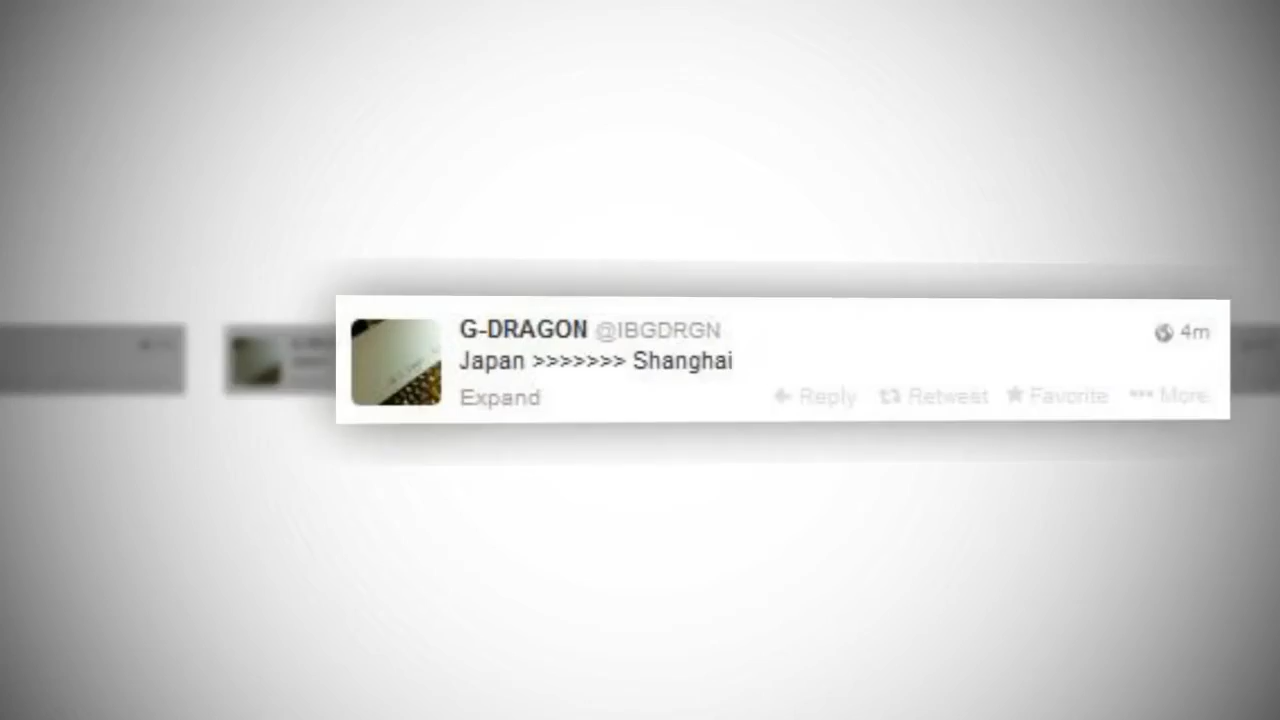 G-DRAGON @IBGDRGN 4m
Japan >>>>>>> Shanghai
Expand Reply Retweet Favorite More